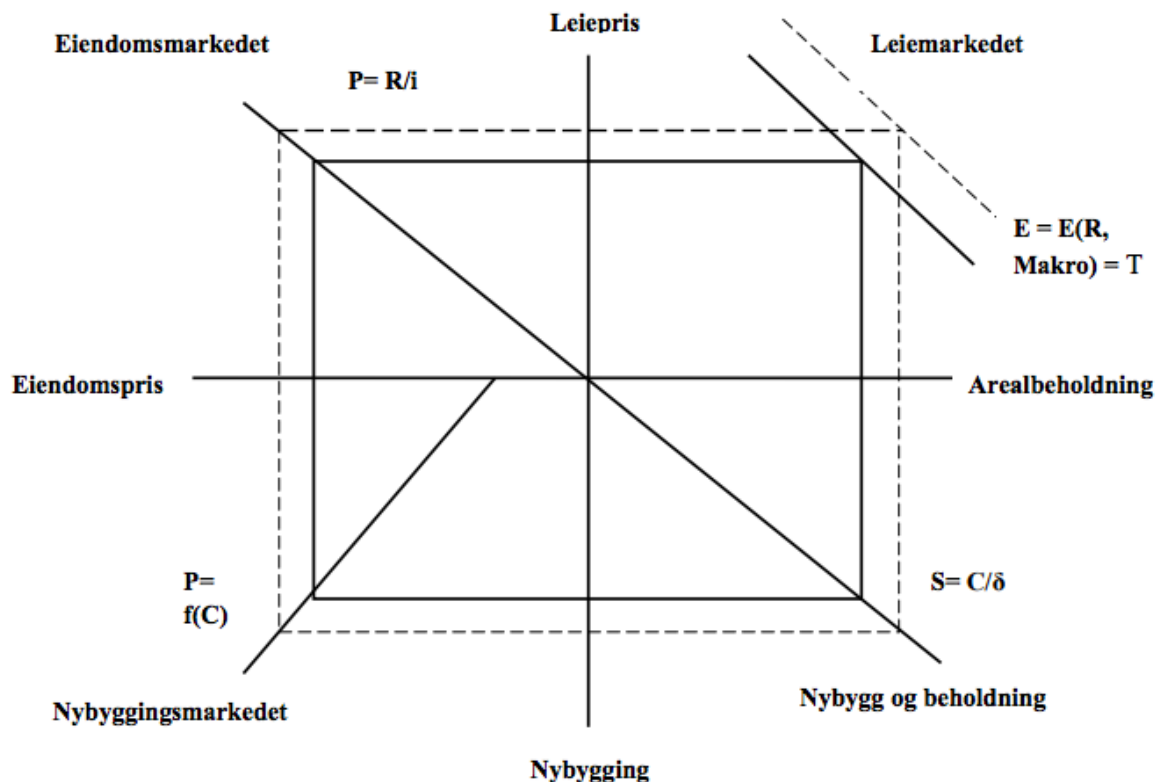 Leiepris
Eiendomsmarkedet
Leiemarkedet
P= R/i
E = E(R,
Makro) = T
Eiendomspris
Arealbeholdning
P=
f(C)
S= C/δ
Nybyggingsmarkedet
Nybygg og beholdning
Nybygging